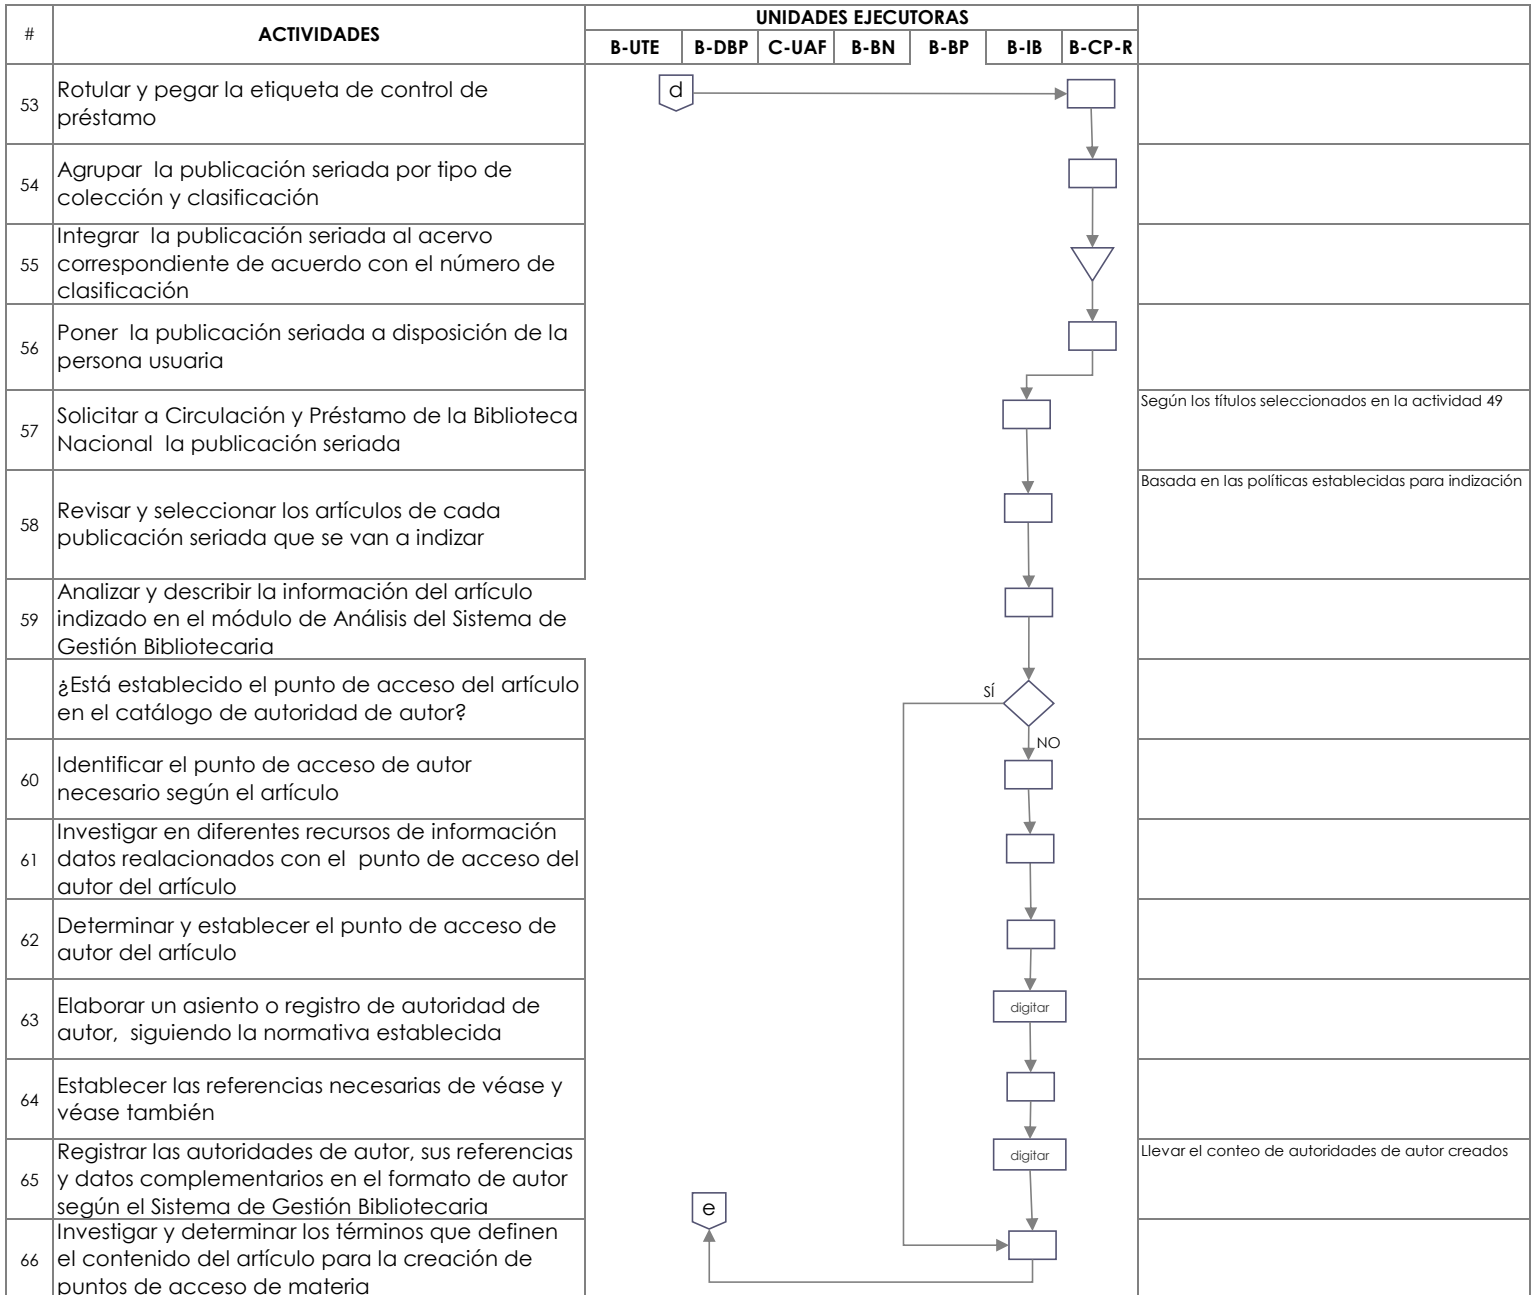 # ACTIVIDADES UNIDADES EJECUTORAS
B-UTE B-DBP C-UAF B-BN B-BP B-IB B-CP-R
53 Rotular y pegar la etiqueta de control de
préstamo
d
54 Agrupar la publicación seriada por tipo de
colección y clasificación
55 Integrar la publicación seriada al acervo
correspondiente de acuerdo con el número de
clasificación
56 Poner la publicación seriada a disposición de la
persona usuaria
57 Solicitar a Circulación y Préstamo de la Biblioteca
Nacional la publicación seriada
Según los títulos seleccionados en la actividad 49
58 Revisar y seleccionar los artículos de cada
publicación seriada que se van a indizar
Basada en las políticas establecidas para indización
59 Analizar y describir la información del artículo
indizado en el módulo de Análisis del Sistema de
Gestión Bibliotecaria
¿Está establecido el punto de acceso del artículo
en el catálogo de autoridad de autor?
SÍ
NO
60 Identificar el punto de acceso de autor
necesario según el artículo
61 Investigar en diferentes recursos de información
datos realacionados con el punto de acceso del
autor del artículo
62 Determinar y establecer el punto de acceso de
autor del artículo
63 Elaborar un asiento o registro de autoridad de
autor, siguiendo la normativa establecida
digitar
64 Establecer las referencias necesarias de véase y
véase también
65 Registrar las autoridades de autor, sus referencias
y datos complementarios en el formato de autor
según el Sistema de Gestión Bibliotecaria
digitar
Llevar el conteo de autoridades de autor creados
e
66 Investigar y determinar los términos que definen
el contenido del artículo para la creación de
puntos de acceso de materia